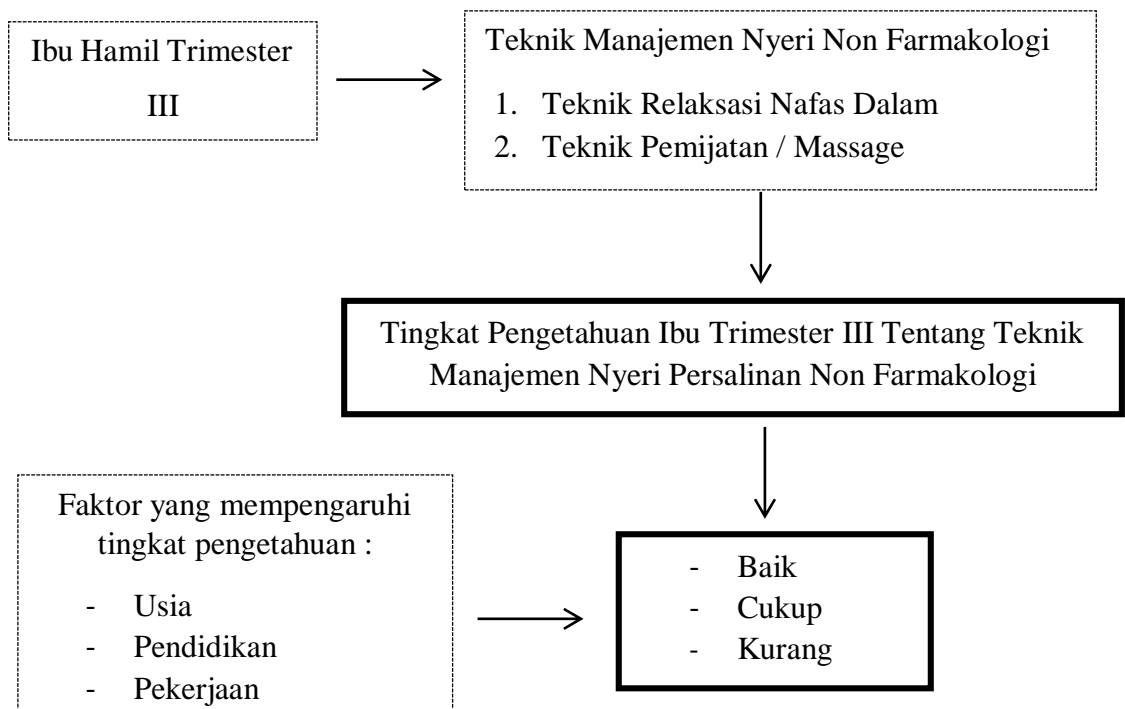 Ibu Hamil Trimester
III
Teknik Manajemen Nyeri Non Farmakologi
1. Teknik Relaksasi Nafas Dalam
2. Teknik Pemijatan / Massage
Tingkat Pengetahuan Ibu Trimester III Tentang Teknik
Manajemen Nyeri Persalinan Non Farmakologi
Faktor yang mempengaruhi
tingkat pengetahuan :
- Usia
- Pendidikan
- Pekerjaan
- Baik
- Cukup
- Kurang